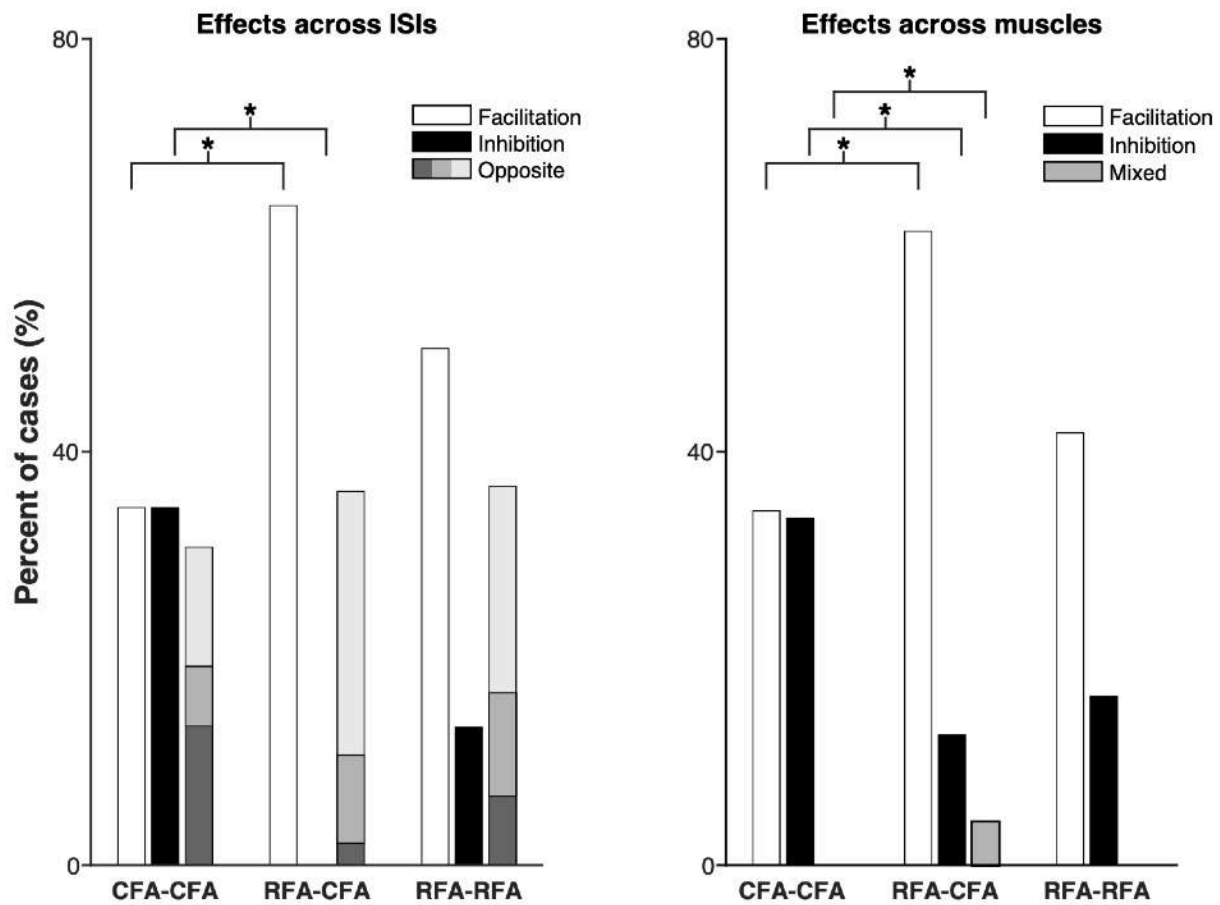 Effects across ISIs
80
*
*
Facilitation
Inhibition
Opposite
Percent of cases (%)
40
0
CFA-CFA RFA-CFA RFA-RFA
Effects across muscles
80
*
*
*
Facilitation
Inhibition
Mixed
40
0
CFA-CFA RFA-CFA RFA-RFA